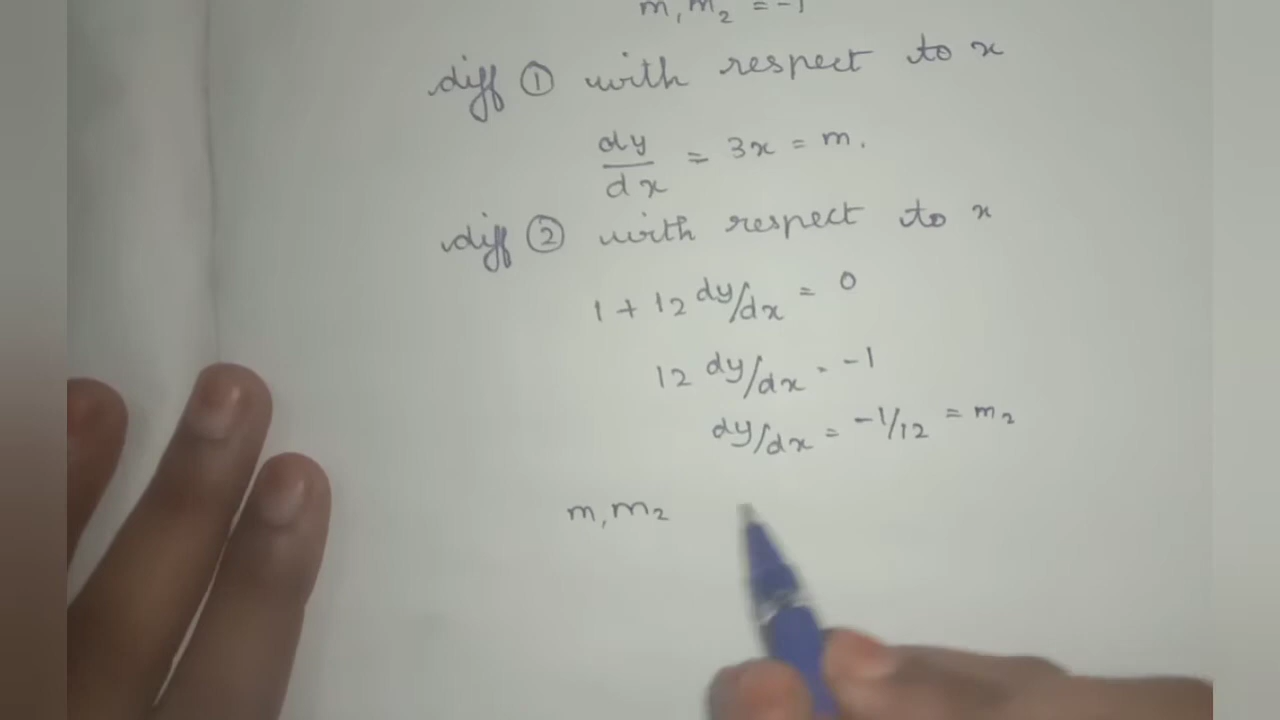 m₁m₂ = -1
diff ① with respect to x
dy/dx = 3x = m₁
diff ② with respect to x
1 + 12 dy/dx = 0
12 dy/dx = -1
dy/dx = -1/12 = m₂
m₁m₂